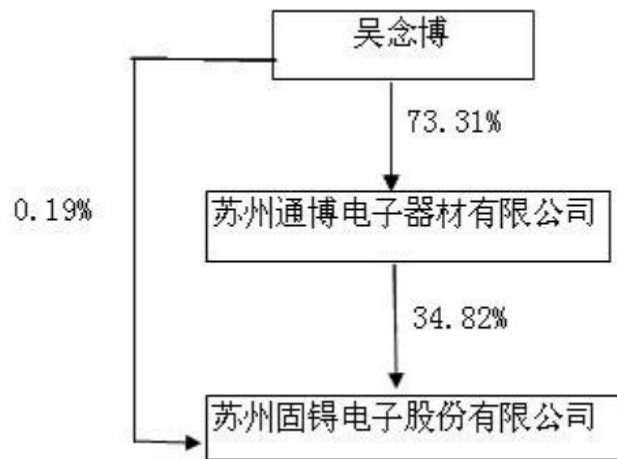 吴念博
73.31%
0.19%
苏州通博电子器材有限公司
34.82%
苏州固锝电子股份有限公司